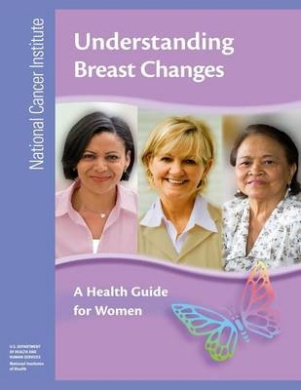 National Cancer Institute
Understanding
Breast Changes
A Health Guide
for Women
U.S. DEPARTMENT
OF HEALTH AND
HUMAN SERVICES
National Institutes
of Health